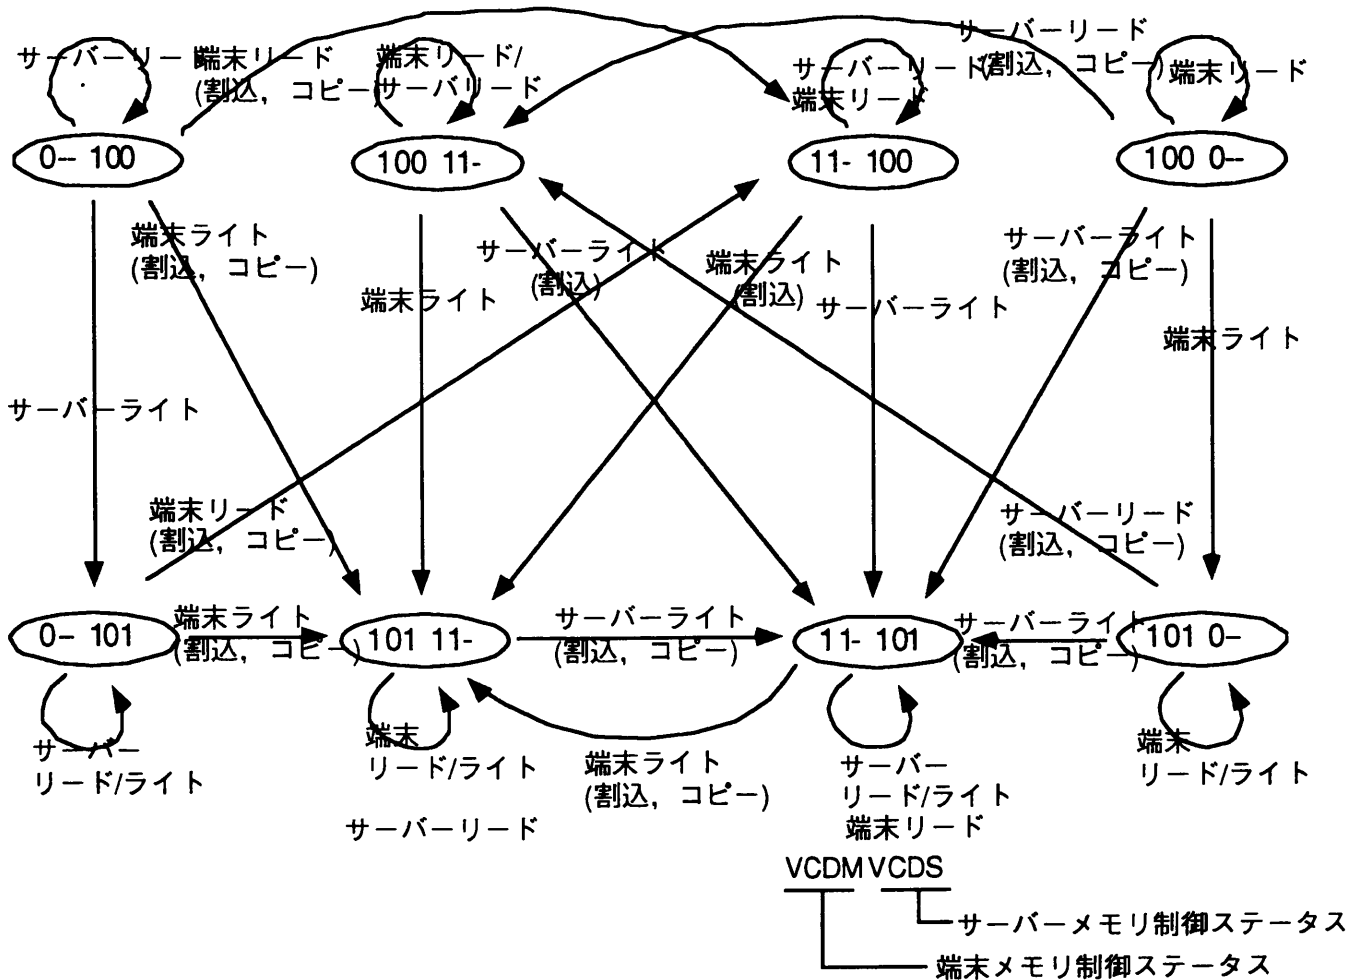 サーバーリード
端末リード
(割込, コピー)
端末リード/
サーバリード
サーバーリード/
端末リード
サーバーリード
(割込, コピー)
端末リード
0-- 100
100 11-
11- 100
100 0--
端末ライト
(割込, コピー)
サーバーライト
(割込)
端末ライト
(割込)
サーバーライト
(割込, コピー)
端末ライト
サーバーライト
端末ライト
サーバーライト
端末リード
(割込, コピー)
サーバーリード
(割込, コピー)
0-- 101
端末ライト
(割込, コピー)
101 11-
サーバーライト
(割込, コピー)
11- 101
サーバーライト
(割込, コピー)
101 0--
サーバー
リード/ライト
端末
リード/ライト
サーバーリード
端末ライト
(割込, コピー)
サーバー
リード/ライト
端末リード
端末
リード/ライト
VCDM VCDS
サーバーメモリ制御ステータス
端末メモリ制御ステータス